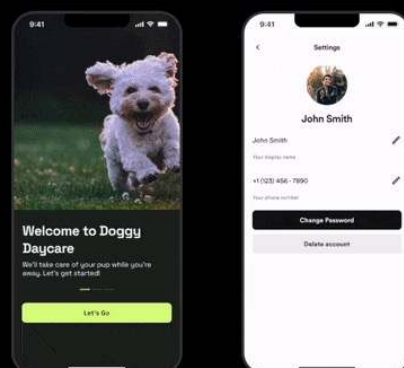 9:41
Welcome to Doggy
Daycare
We'll take care of your pup while you're
away. Let's get started!
Let's Go
9:41
Settings
John Smith
John Smith
Your display name
+1 (123) 456 - 7890
Your phone number
Change Password
Delete account